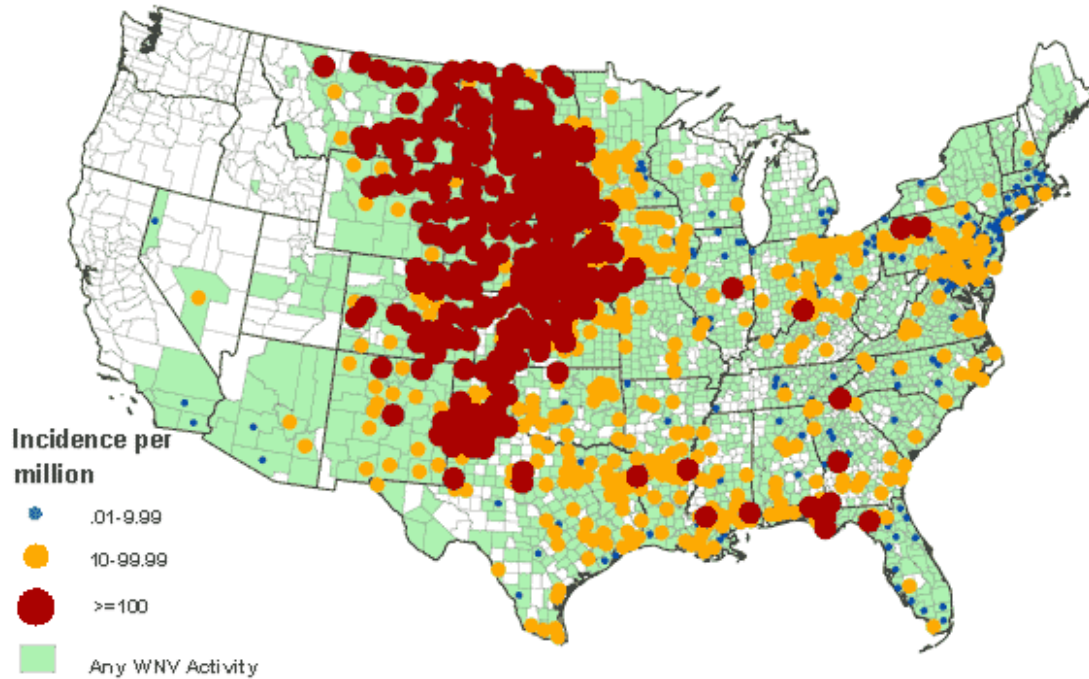 Incidence per
million
.01-9.99
10-99.99
>=100
Any WNV Activity